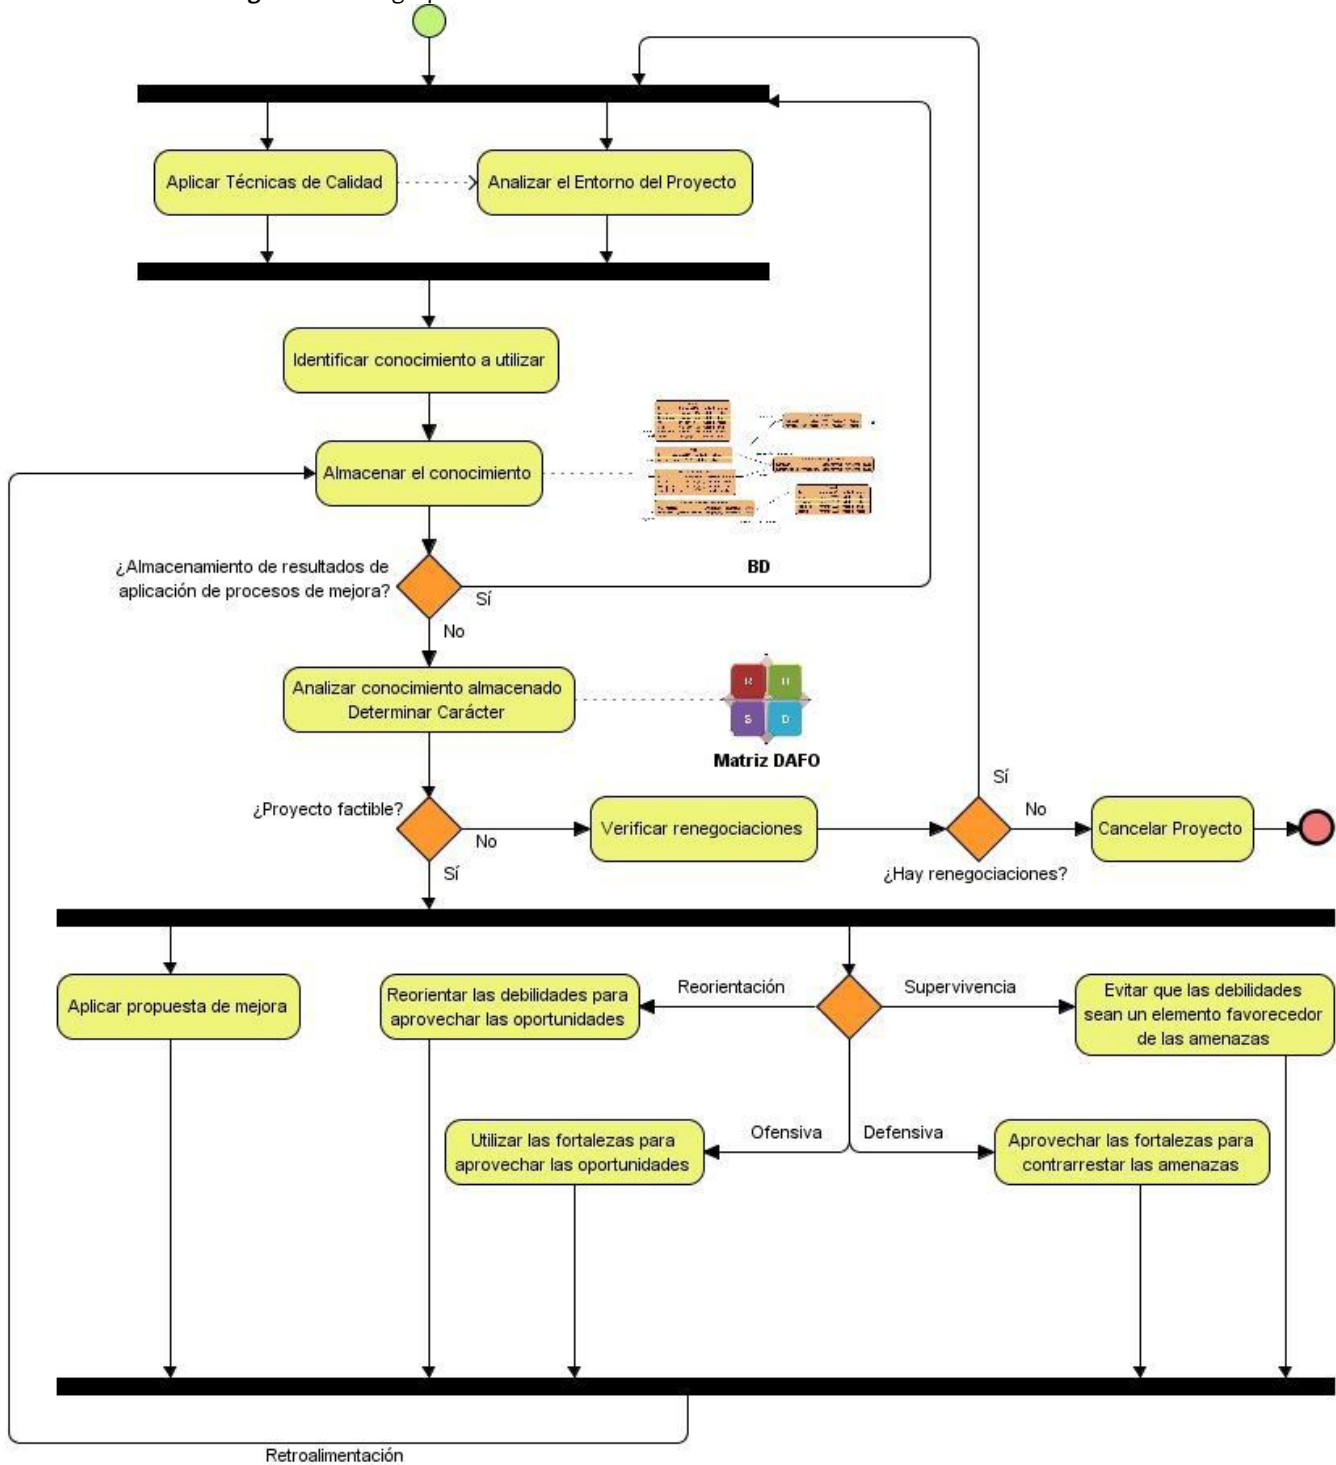 Aplicar Técnicas de Calidad
Analizar el Entorno del Proyecto
Identificar conocimiento a utilizar
Almacenar el conocimiento
¿Almacenamiento de resultados de
aplicación de procesos de mejora?
Sí
BD
No
Analizar conocimiento almacenado
Determinar Carácter
D
Matriz DAFO
¿Proyecto factible?
No
Sí
Verificar renegociaciones
Sí
No
¿Hay renegociaciones?
Cancelar Proyecto
Aplicar propuesta de mejora
Reorientar las debilidades para
aprovechar las oportunidades
Reorientación
Supervivencia
Evitar que las debilidades
sean un elemento favorecedor
de las amenazas
Utilizar las fortalezas para
aprovechar las oportunidades
Ofensiva
Defensiva
Aprovechar las fortalezas para
contrarrestar las amenazas
Retroalimentación